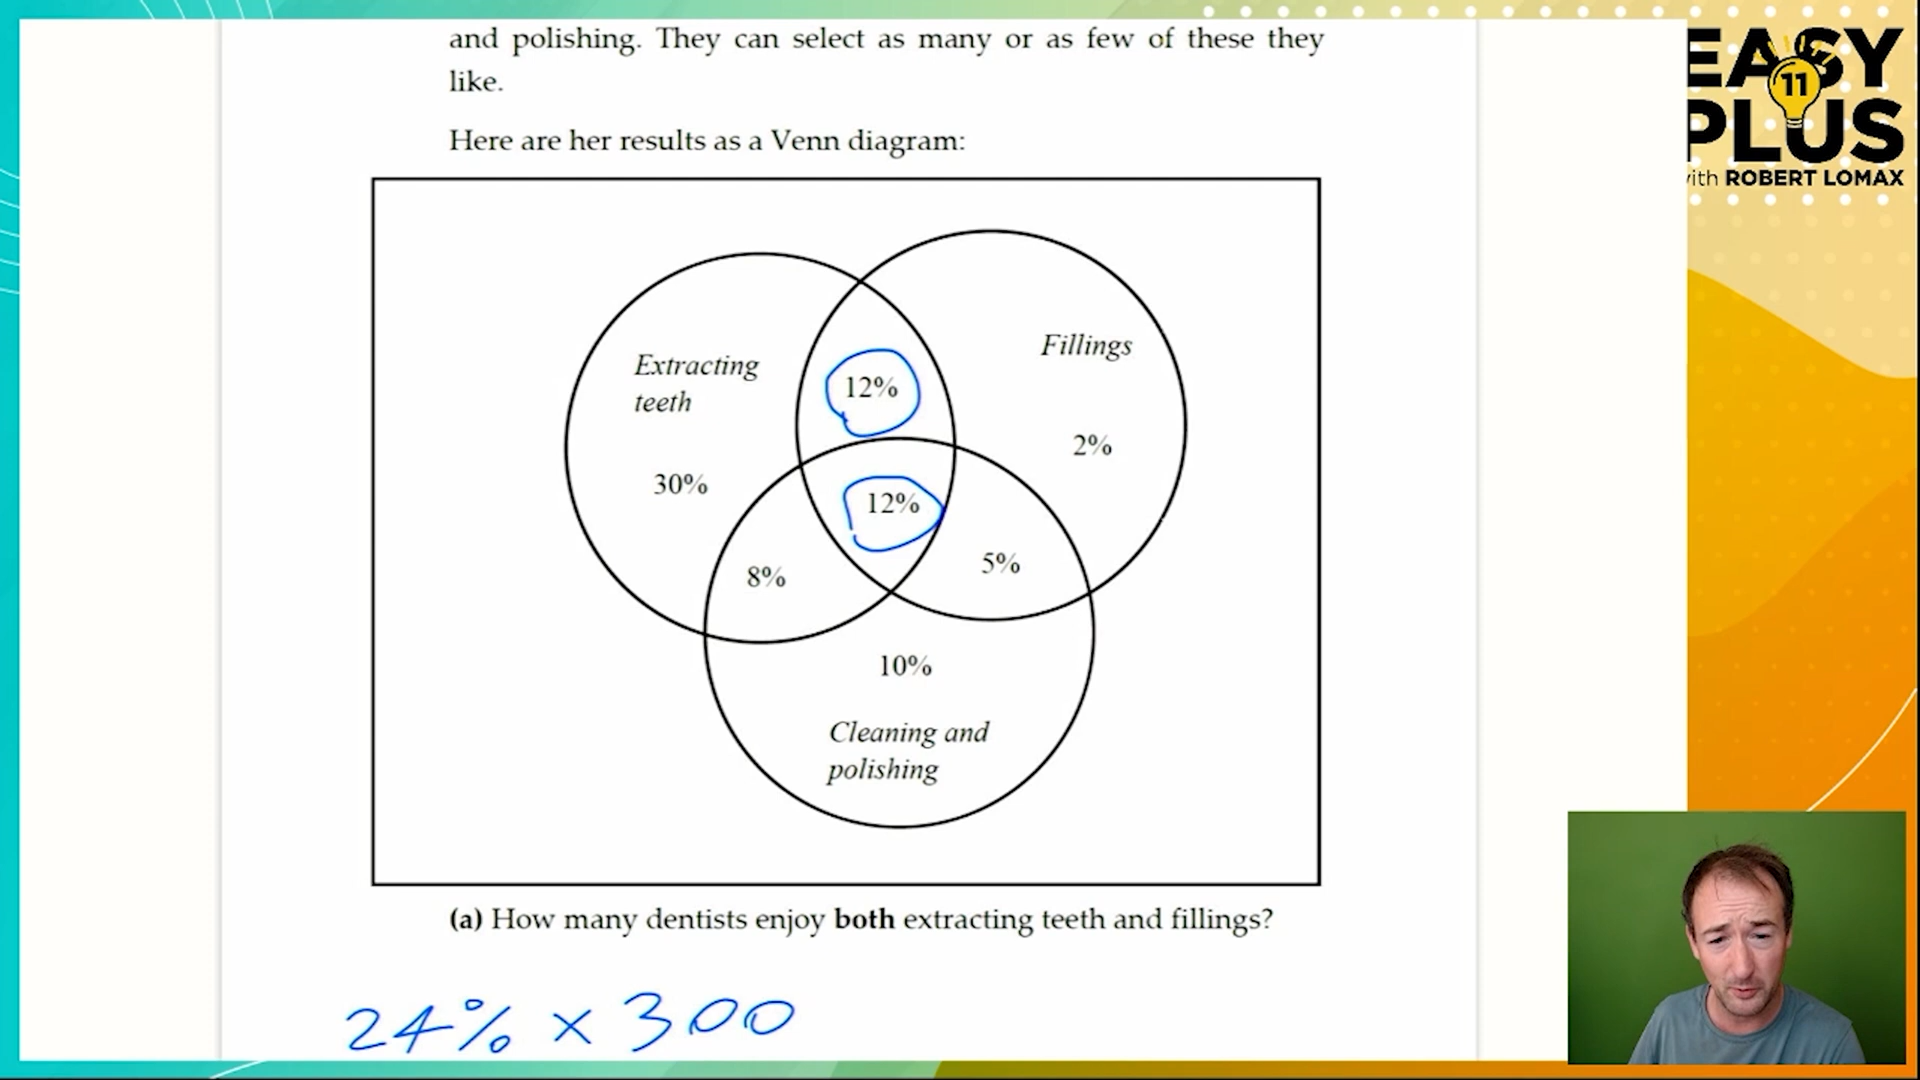 and polishing. They can select as many or as few of these they
like.
Here are her results as a Venn diagram:
Extracting
teeth
30%
12%
Fillings
2%
12%
8%
5%
10%
Cleaning and
polishing
(a) How many dentists enjoy both extracting teeth and fillings?
24% × 300
EASY
11
PLUS
with ROBERT LOMAX